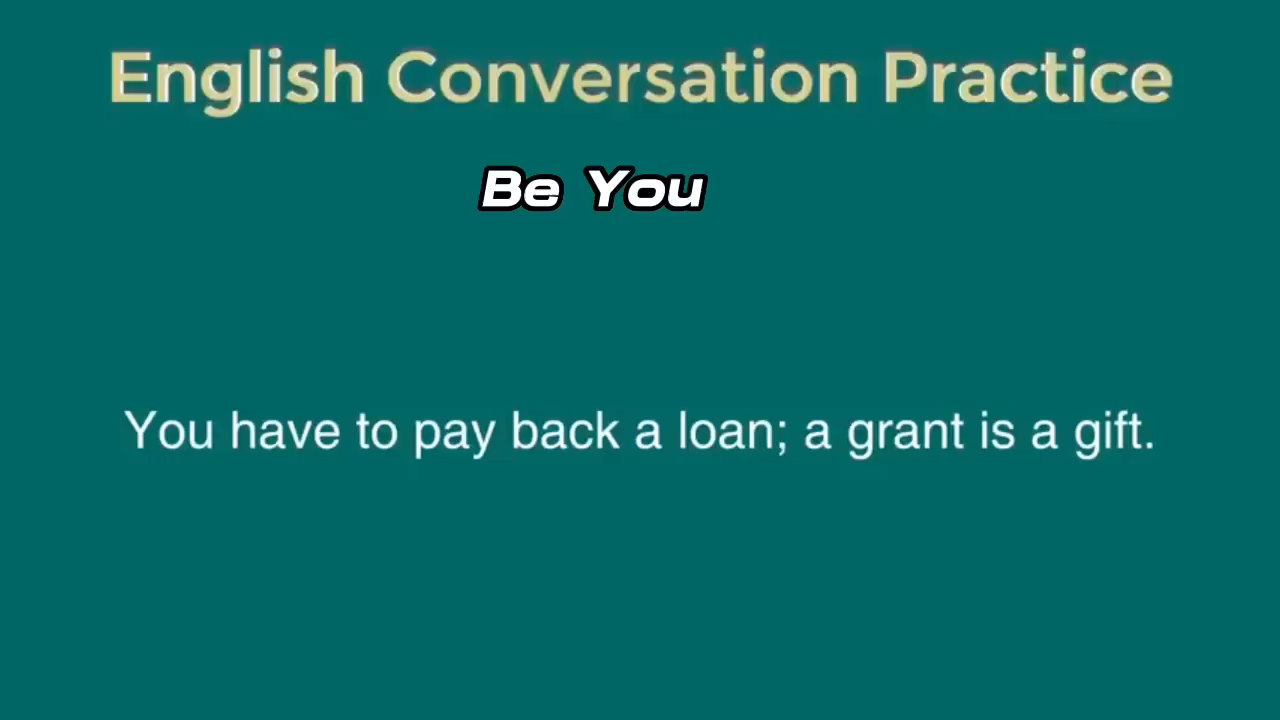 English Conversation Practice
Be You
You have to pay back a loan; a grant is a gift.